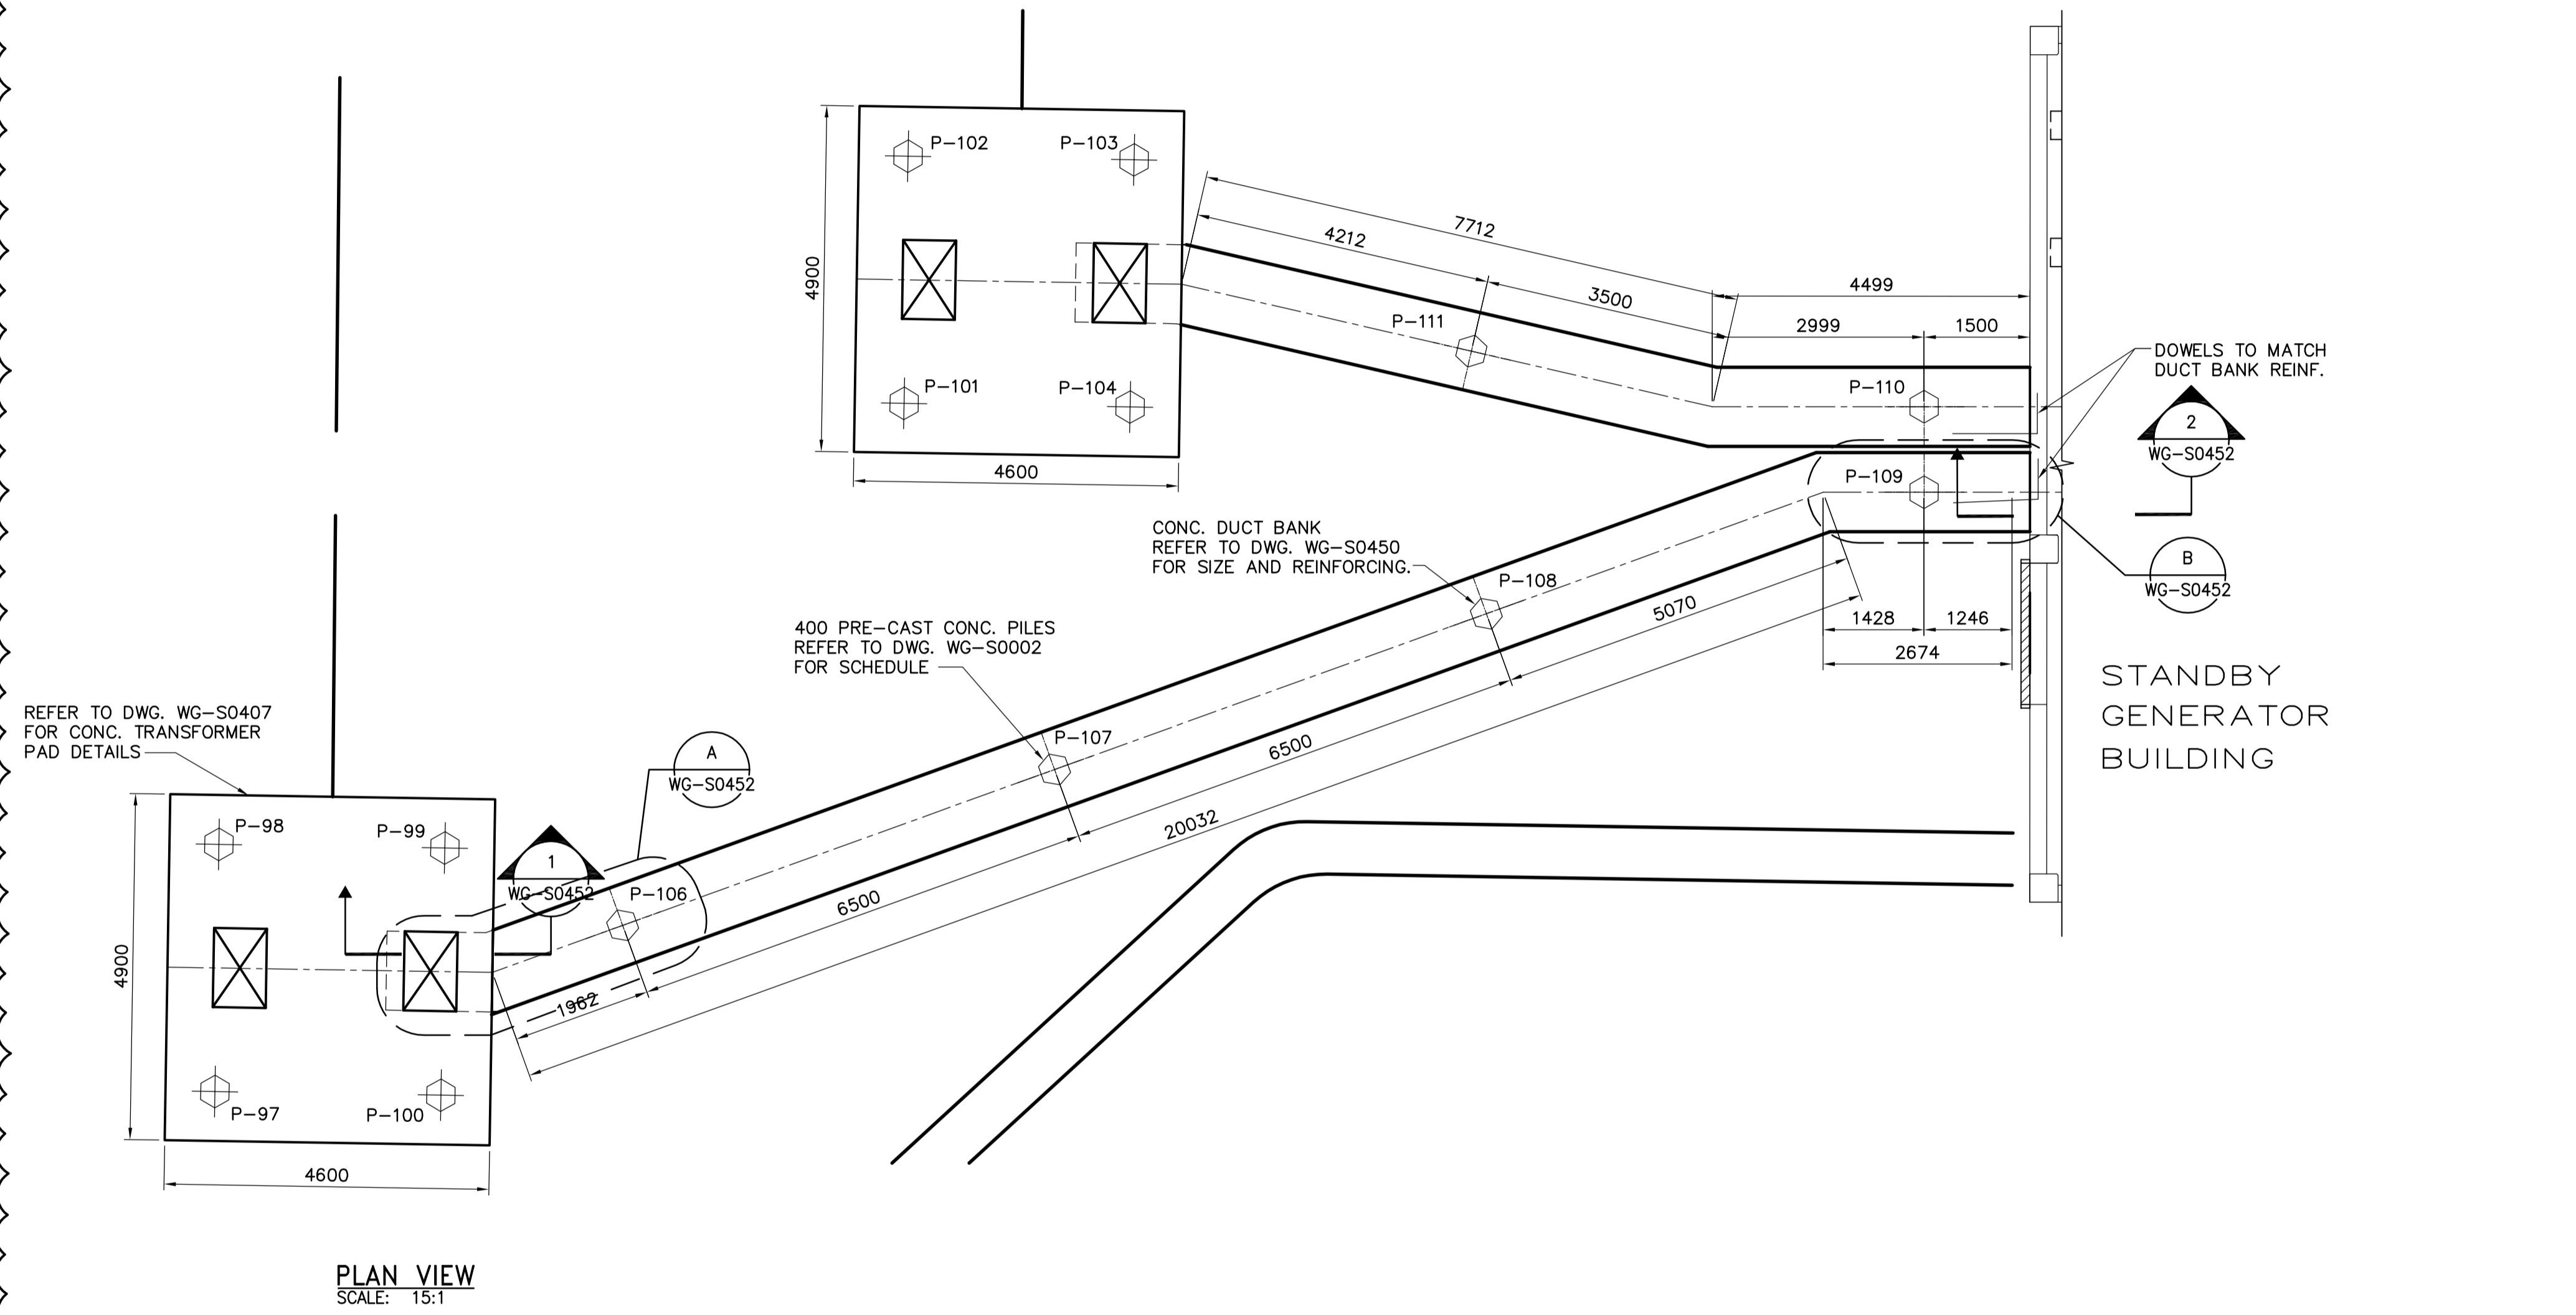 P-102
P-103
4900
P-101
P-104
4600
7712
4212
3500
P-111
4499
2999
1500
P-110
DOWELS TO MATCH
DUCT BANK REINF.
2
WG-S0452
P-109
B
WG-S0452
CONC. DUCT BANK
REFER TO DWG. WG-S0450
FOR SIZE AND REINFORCING.
P-108
5070
1428
1246
2674
STANDBY
GENERATOR
BUILDING
400 PRE-CAST CONC. PILES
REFER TO DWG. WG-S0002
FOR SCHEDULE
P-107
6500
20032
REFER TO DWG. WG-S0407
FOR CONC. TRANSFORMER
PAD DETAILS
A
WG-S0452
P-98
P-99
1
WG-S0452
P-106
6500
4900
1962
P-97
P-100
4600
PLAN VIEW
SCALE: 15:1